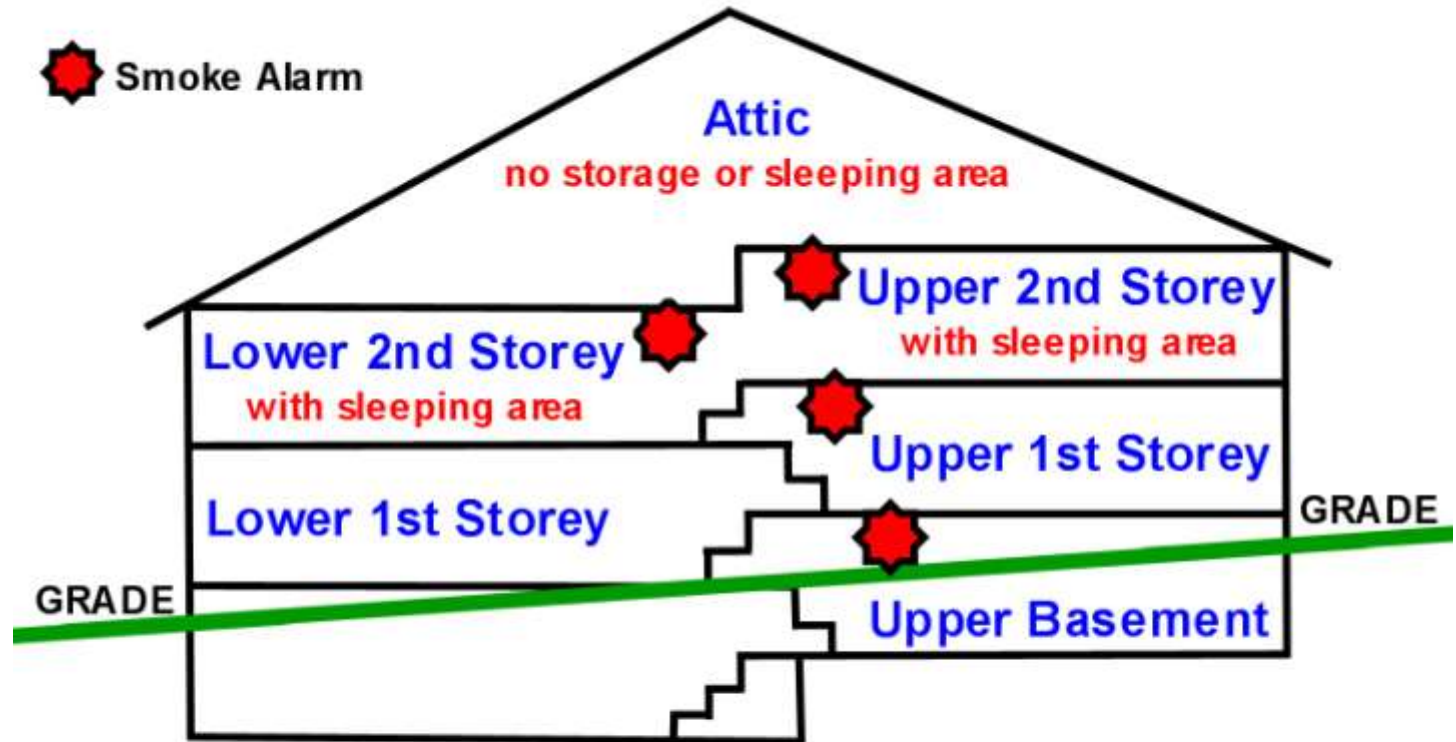 Smoke Alarm
Attic
no storage or sleeping area
Upper 2nd Storey
with sleeping area
Lower 2nd Storey
with sleeping area
Upper 1st Storey
Lower 1st Storey
GRADE
GRADE
Upper Basement